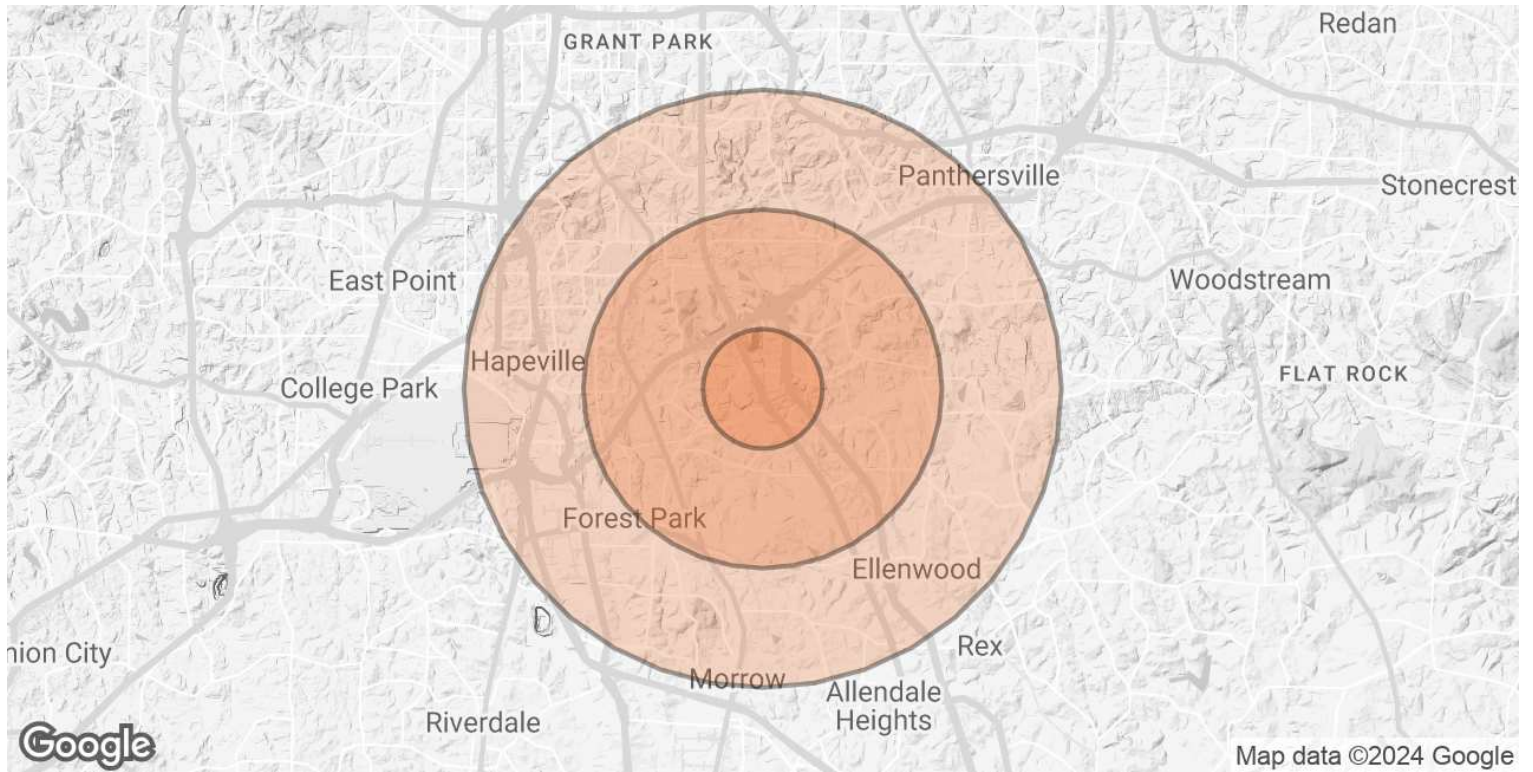 Redan
GRANT PARK
Panthersville
Stonecrest
East Point
Woodstream
Hapeville
FLAT ROCK
College Park
Forest Park
Ellenwood
nion City
Rex
Morrow
Allendale
Heights
Riverdale
Google
Map data ©2024 Google